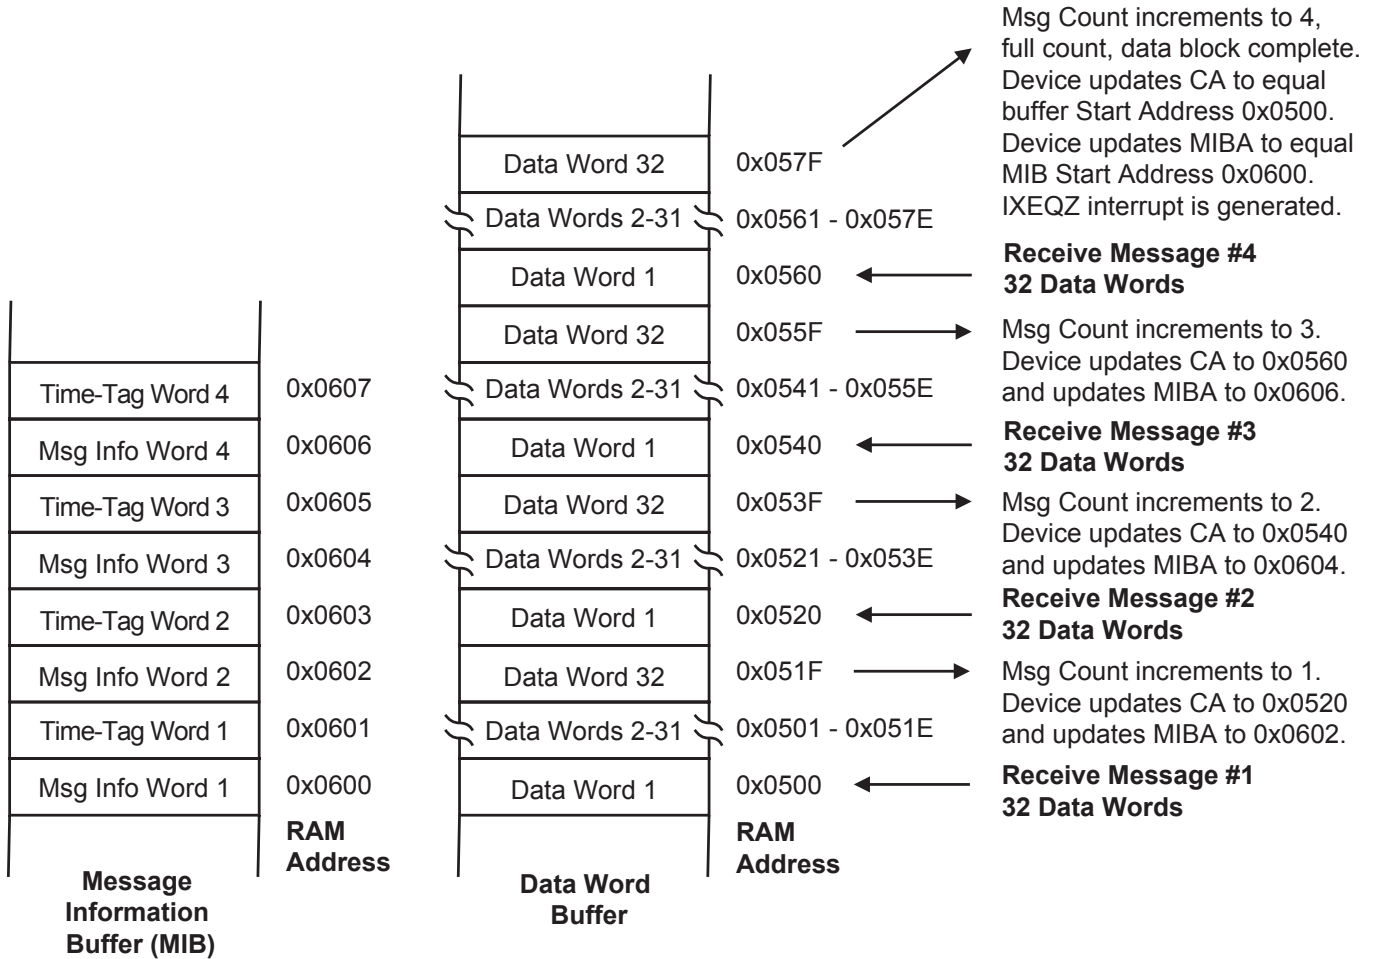 Msg Count increments to 4,
full count, data block complete.
Device updates CA to equal
buffer Start Address 0x0500.
Device updates MIBA to equal
MIB Start Address 0x0600.
IXEQZ interrupt is generated.
Data Word 32
0x057F
Data Words 2-31
0x0561 - 0x057E
Data Word 1
0x0560
Receive Message #4
32 Data Words
Data Word 32
0x055F
Msg Count increments to 3.
Device updates CA to 0x0560
and updates MIBA to 0x0606.
Time-Tag Word 4
0x0607
Data Words 2-31
0x0541 - 0x055E
Msg Info Word 4
0x0606
Data Word 1
0x0540
Receive Message #3
32 Data Words
Time-Tag Word 3
0x0605
Data Word 32
0x053F
Msg Count increments to 2.
Device updates CA to 0x0540
and updates MIBA to 0x0604.
Msg Info Word 3
0x0604
Data Words 2-31
0x0521 - 0x053E
Time-Tag Word 2
0x0603
Data Word 1
0x0520
Receive Message #2
32 Data Words
Msg Info Word 2
0x0602
Data Word 32
0x051F
Msg Count increments to 1.
Device updates CA to 0x0520
and updates MIBA to 0x0602.
Time-Tag Word 1
0x0601
Data Words 2-31
0x0501 - 0x051E
Msg Info Word 1
0x0600
Data Word 1
0x0500
Receive Message #1
32 Data Words
RAM
Address
RAM
Address
Message
Information
Buffer (MIB)
Data Word
Buffer